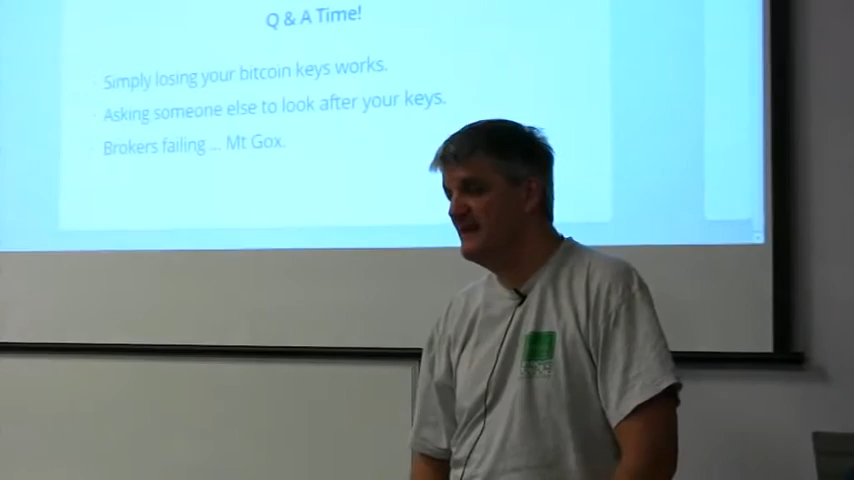 Q & A Time!
Simply losing your bitcoin keys works.
Asking someone else to look after your keys.
Brokers failing ... Mt Gox.